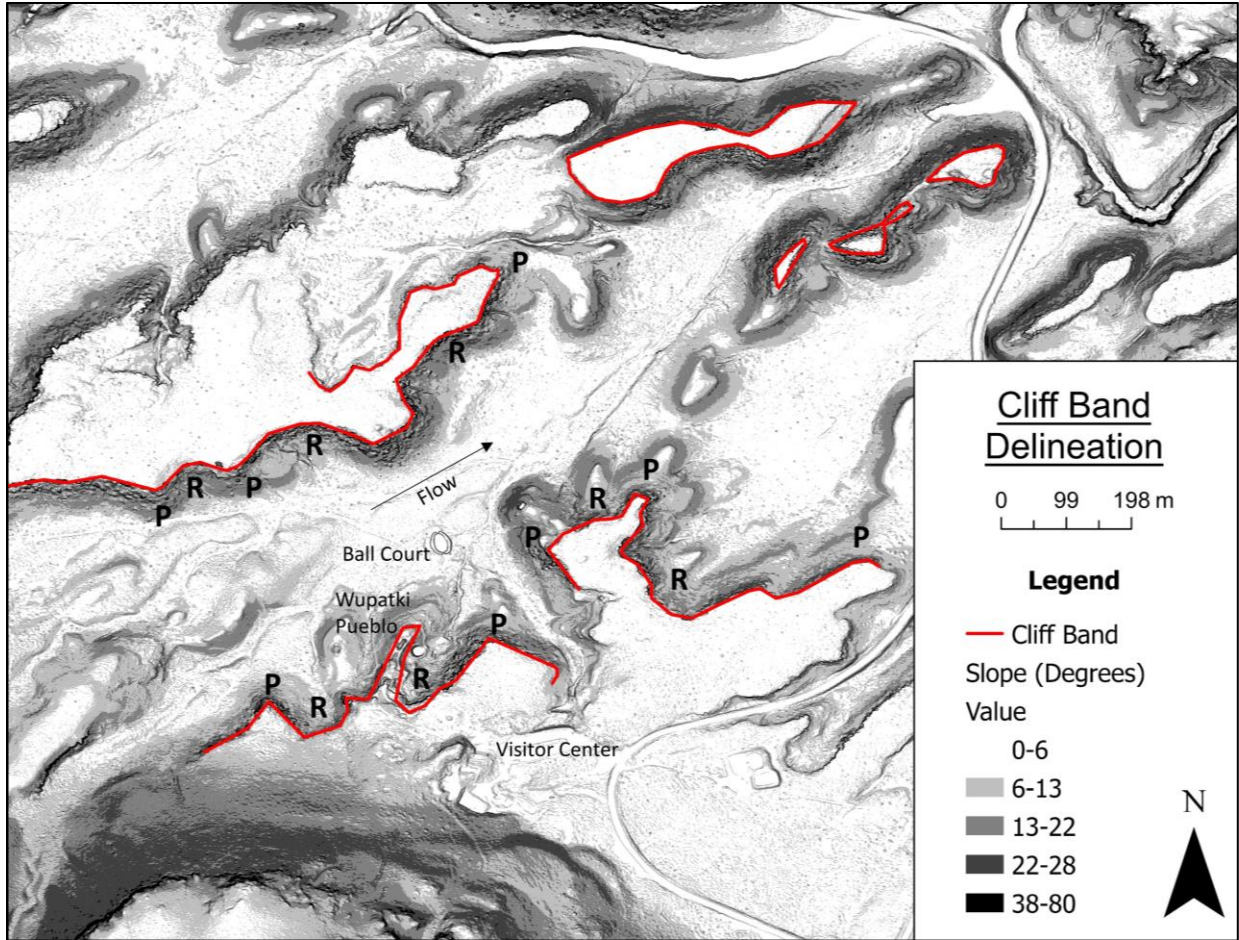 P
R
R
P
R
P
Flow
P
R
P
R
P
Ball Court
Wupatki
Pueblo
P
R
P
R
Visitor Center
Cliff Band
Delineation
0 99 198 m
Legend
Cliff Band
Slope (Degrees)
Value
0-6
6-13
13-22
22-28
38-80
N